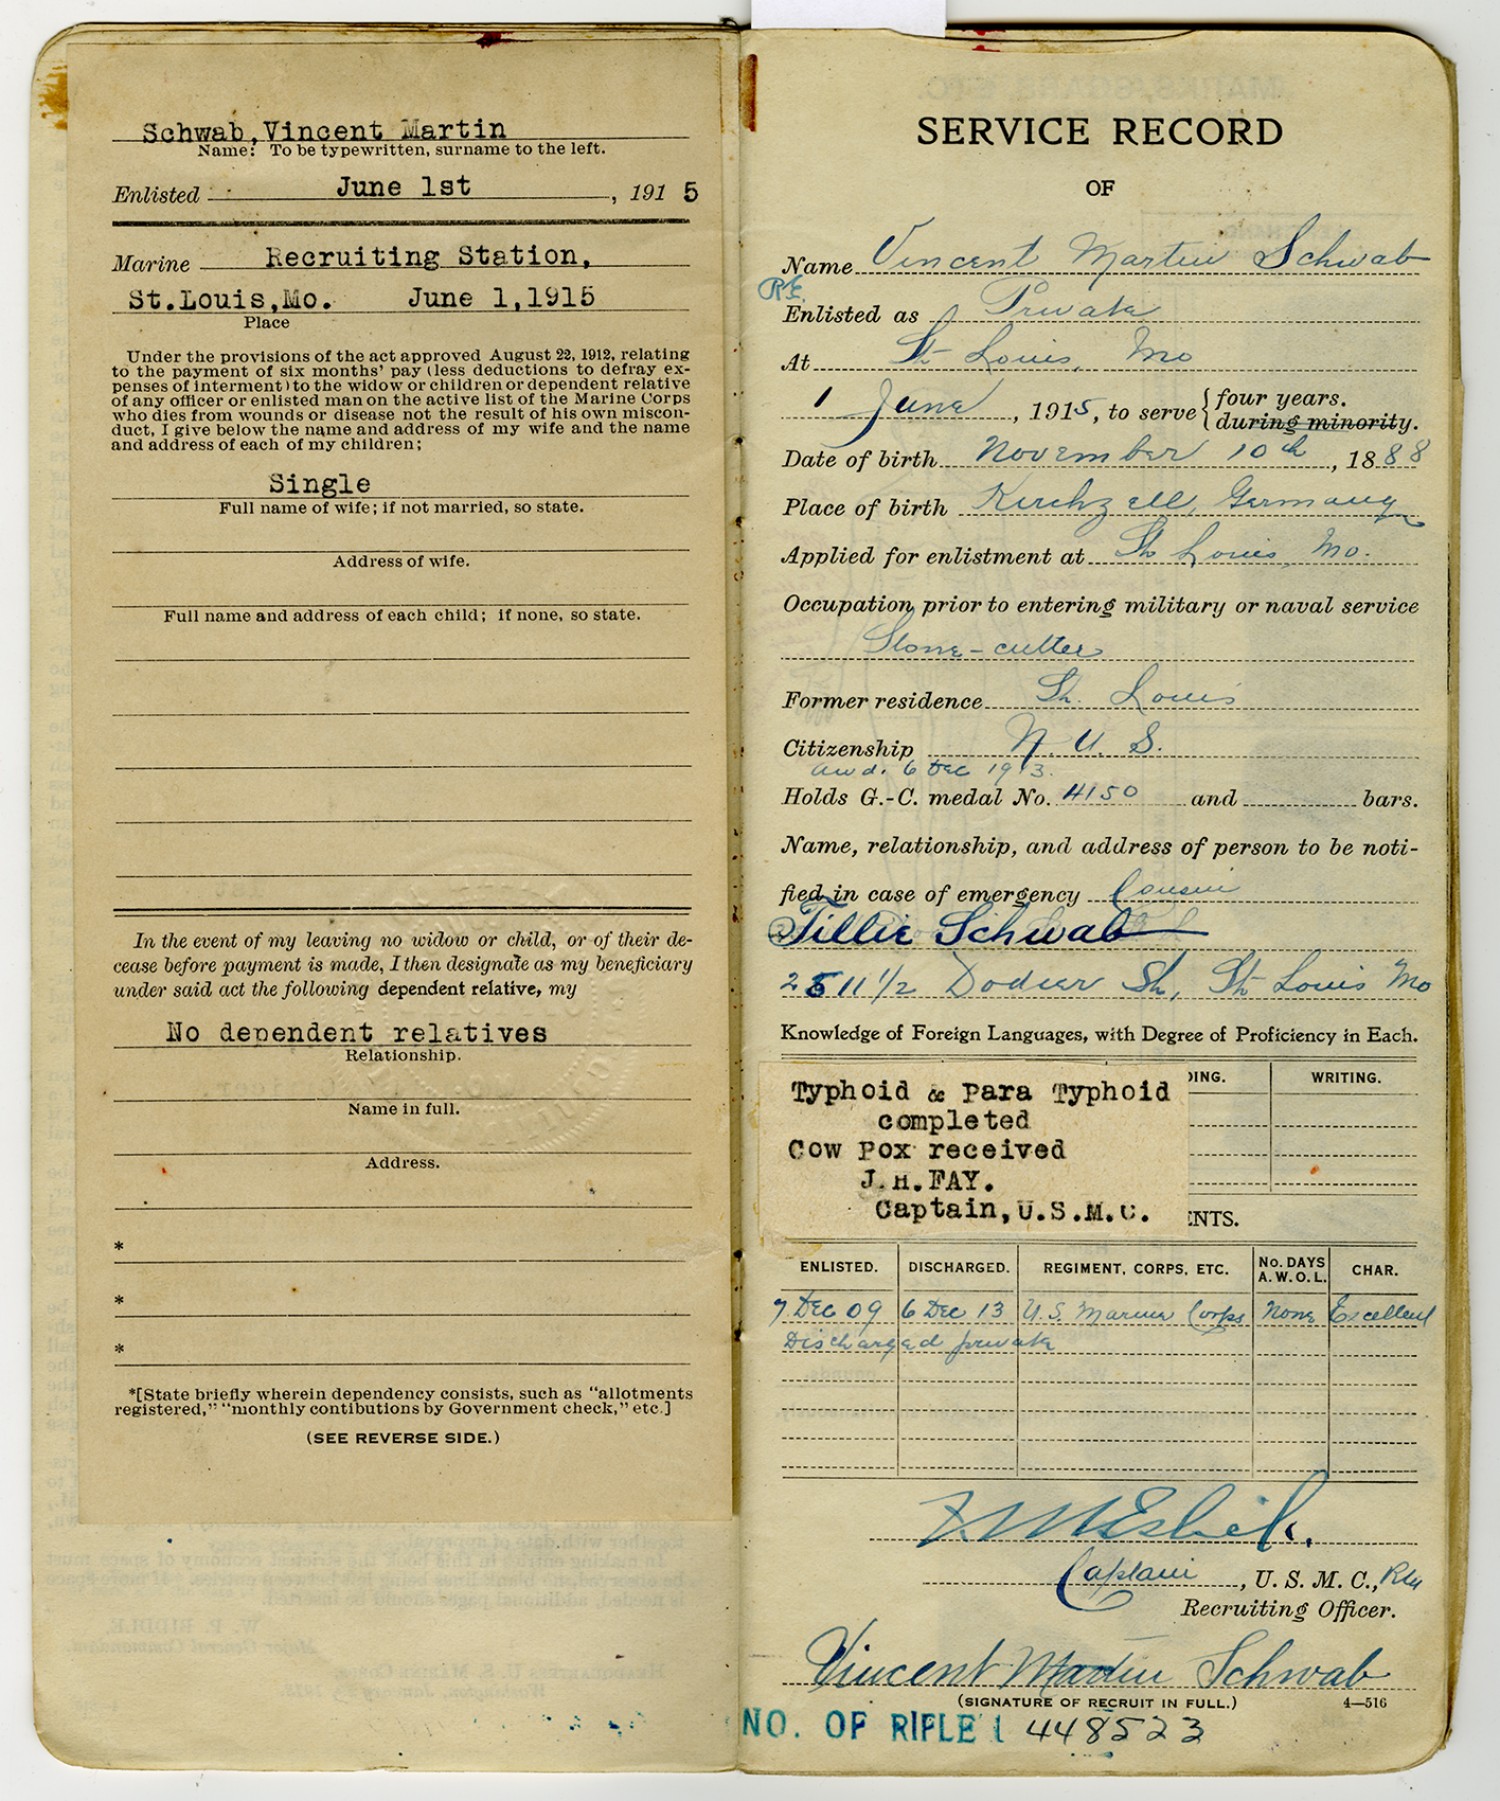 Schwab, Vincent Martin
Name: To be typewritten, surname to the left.
Enlisted June 1st, 1915
Marine Recruiting Station,
St.Louis,Mo. June 1,1915
Place
Under the provisions of the act approved August 22, 1912, relating
to the payment of six months' pay (less deductions to defray ex-
penses of interment) to the widow or children or dependent relative
of any officer or enlisted man on the active list of the Marine Corps
who dies from wounds or disease not the result of his own miscon-
duct, I give below the name and address of my wife and the name
and address of each of my children;
Single
Full name of wife; if not married, so state.
Address of wife.
Full name and address of each child; if none, so state.
In the event of my leaving no widow or child, or of their de-
cease before payment is made, I then designate as my beneficiary
under said act the following dependent relative, my
No dependent relatives
Relationship.
Name in full.
Address.
*
*
*
*[State briefly wherein dependency consists, such as "allotments
registered," "monthly contibutions by Government check," etc.]
(SEE REVERSE SIDE.)
SERVICE RECORD
OF
Name Vincent Martin Schwab
RE.
Enlisted as Private
At St Louis, Mo
1 June, 1915, to serve { four years.
during minority.
Date of birth November 10th, 1888
Place of birth Kirchzell, Germany
Applied for enlistment at St. Louis, Mo.
Occupation prior to entering military or naval service
Stone-cutter
Former residence St. Louis
Citizenship N. U. S.
awd. 6 Dec 1913.
Holds G.-C. medal No. 4150 and bars.
Name, relationship, and address of person to be noti-
fied in case of emergency Cousin
Tillie Schwab
2511 1/2 Dodier St, St Louis Mo
Knowledge of Foreign Languages, with Degree of Proficiency in Each.
DING. WRITING.
Typhoid & Para Typhoid
completed
Cow Pox received
J.H.FAY.
Captain,U.S.M.C.
ENTS.
ENLISTED. DISCHARGED. REGIMENT, CORPS, ETC. No. DAYS A.W.O.L. CHAR.
7 Dec 09 6 Dec 13 U.S. Marine Corps None Excellent
Discharged private
Captain, U. S. M. C.,
Recruiting Officer.
Vincent Martin Schwab
(SIGNATURE OF RECRUIT IN FULL.) 4—516
NO. OF RIFLE 448523